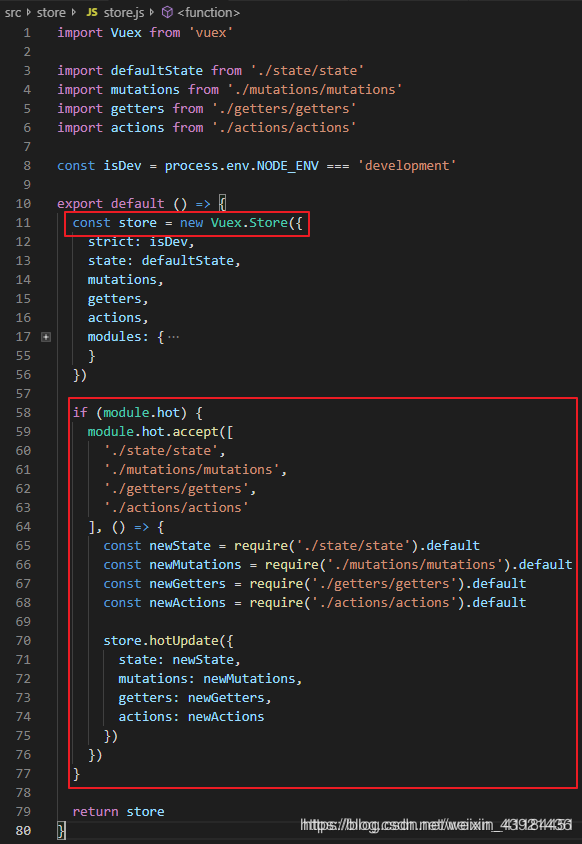 src > store > JS store.js > <function>
1 import Vuex from 'vuex'
2
3 import defaultState from './state/state'
4 import mutations from './mutations/mutations'
5 import getters from './getters/getters'
6 import actions from './actions/actions'
7
8 const isDev = process.env.NODE_ENV === 'development'
9
10 export default () => {
11 const store = new Vuex.Store({
12 strict: isDev,
13 state: defaultState,
14 mutations,
15 getters,
16 actions,
17 modules: { ···
55 }
56 })
57
58 if (module.hot) {
59 module.hot.accept([
60 './state/state',
61 './mutations/mutations',
62 './getters/getters',
63 './actions/actions'
64 ], () => {
65 const newState = require('./state/state').default
66 const newMutations = require('./mutations/mutations').default
67 const newGetters = require('./getters/getters').default
68 const newActions = require('./actions/actions').default
69
70 store.hotUpdate({
71 state: newState,
72 mutations: newMutations,
73 getters: newGetters,
74 actions: newActions
75 })
76 })
77 }
78
79 return store
80 }